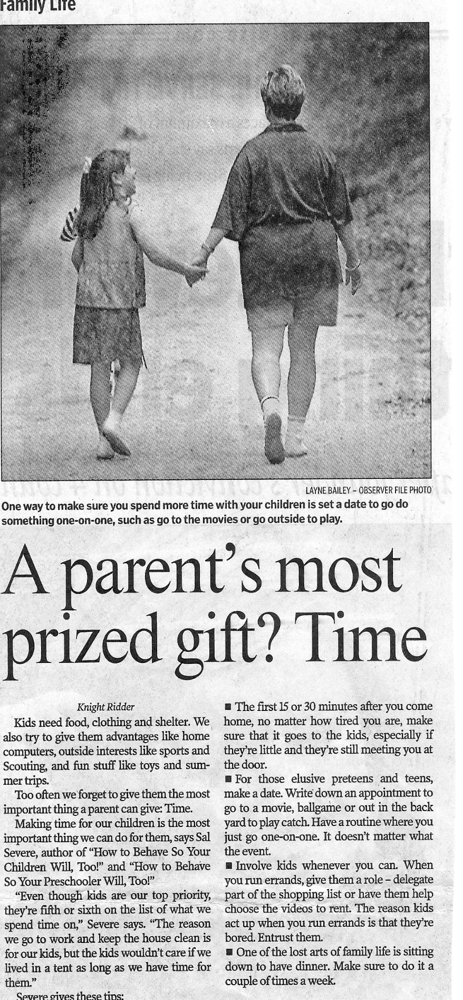 Family Life
LAYNE BAILEY – OBSERVER FILE PHOTO
One way to make sure you spend more time with your children is set a date to go do
something one-on-one, such as go to the movies or go outside to play.
A parent's most
prized gift? Time
Knight Ridder
Kids need food, clothing and shelter. We
also try to give them advantages like home
computers, outside interests like sports and
Scouting, and fun stuff like toys and sum-
mer trips.
Too often we forget to give them the most
important thing a parent can give: Time.
Making time for our children is the most
important thing we can do for them, says Sal
Severe, author of “How to Behave So Your
Children Will, Too!” and “How to Behave
So Your Preschooler Will, Too!”
“Even though kids are our top priority,
they're fifth or sixth on the list of what we
spend time on,” Severe says. “The reason
we go to work and keep the house clean is
for our kids, but the kids wouldn't care if we
lived in a tent as long as we have time for
them.”
Severe gives these tips:
■ The first 15 or 30 minutes after you come
home, no matter how tired you are, make
sure that it goes to the kids, especially if
they're little and they're still meeting you at
the door.
■ For those elusive preteens and teens,
make a date. Write down an appointment to
go to a movie, ballgame or out in the back
yard to play catch. Have a routine where you
just go one-on-one. It doesn't matter what
the event.
■ Involve kids whenever you can. When
you run errands, give them a role – delegate
part of the shopping list or have them help
choose the videos to rent. The reason kids
act up when you run errands is that they're
bored. Entrust them.
■ One of the lost arts of family life is sitting
down to have dinner. Make sure to do it a
couple of times a week.